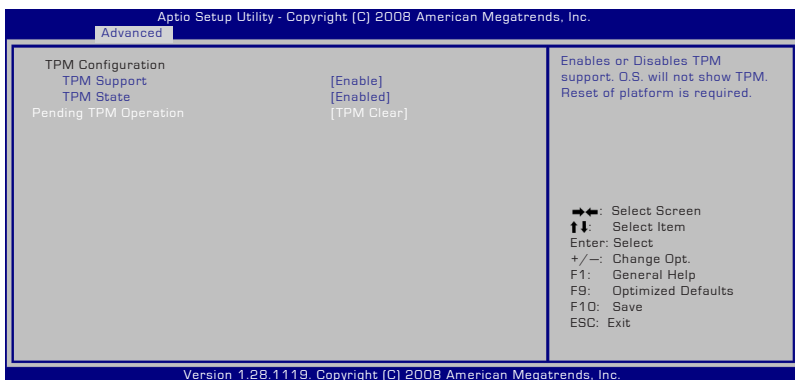 Aptio Setup Utility - Copyright (C) 2008 American Megatrends, Inc.
Advanced
TPM Configuration
TPM Support [Enable]
TPM State [Enabled]
Pending TPM Operation [TPM Clear]
Enables or Disables TPM
support. O.S. will not show TPM.
Reset of platform is required.
→←: Select Screen
↑↓: Select Item
Enter: Select
+/—: Change Opt.
F1: General Help
F9: Optimized Defaults
F10: Save
ESC: Exit
Version 1.28.1119. Copyright (C) 2008 American Megatrends, Inc.